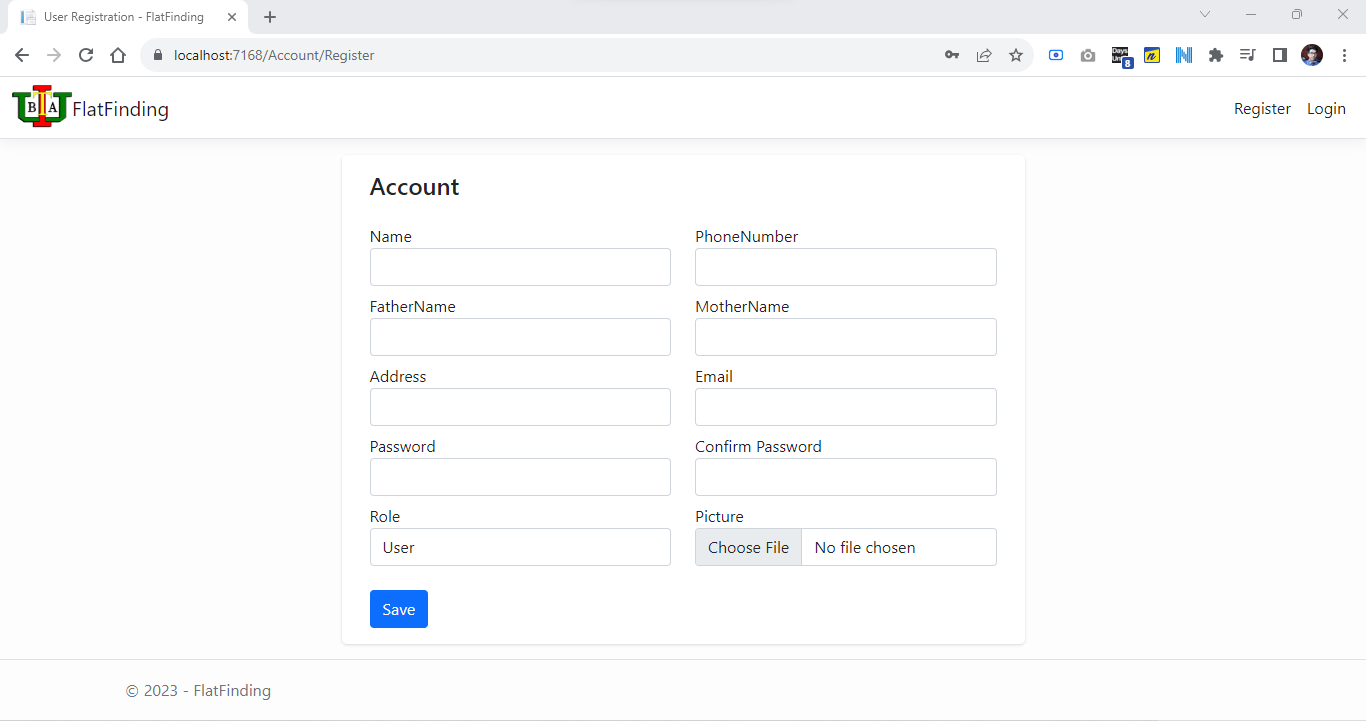 User Registration - FlatFinding
localhost:7168/Account/Register
8
B A FlatFinding
Register Login
Account
Name PhoneNumber
FatherName MotherName
Address Email
Password Confirm Password
Role Picture
User Choose File No file chosen
Save
© 2023 - FlatFinding